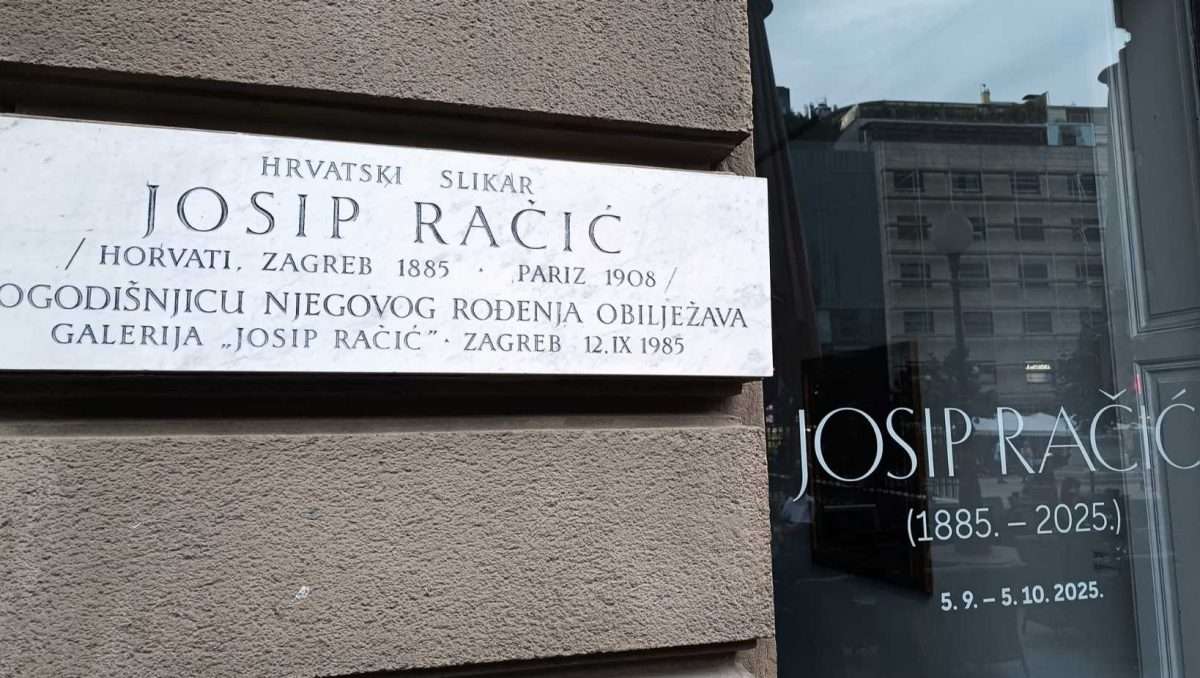 HRVATSKI SLIKAR
JOSIP RAČIĆ
/ HORVATI, ZAGREB 1885 · PARIZ 1908 /
OGODIŠNJICU NJEGOVOG ROĐENJA OBILJEŽAVA
GALERIJA „JOSIP RAČIĆ” · ZAGREB 12.IX 1985
JOSIP RAČIĆ
(1885. – 2025.)
5. 9. – 5. 10. 2025.